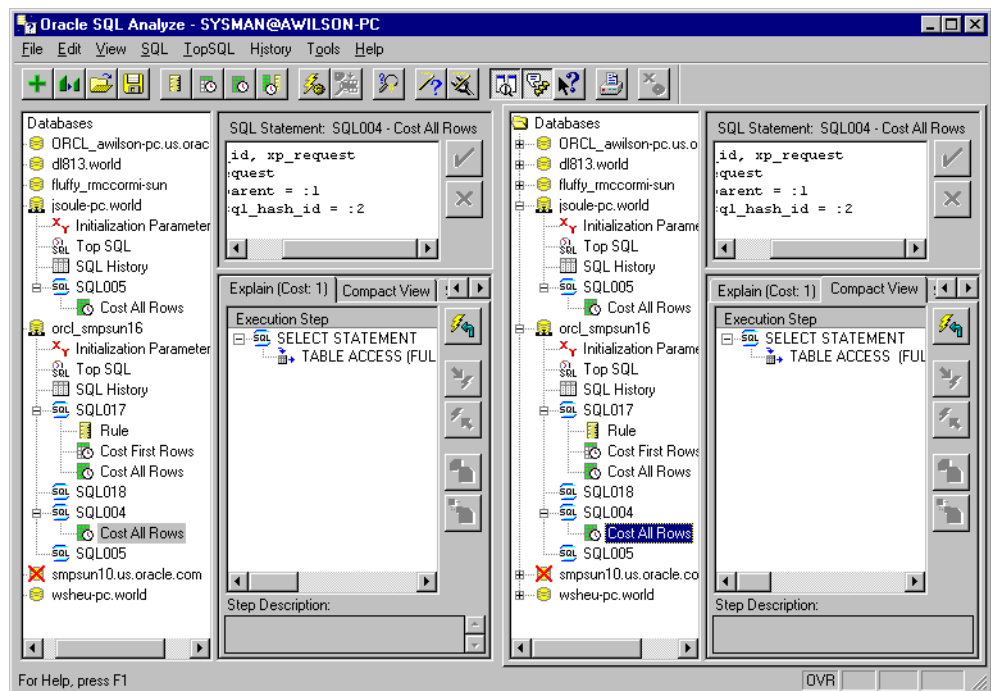 Oracle SQL Analyze - SYSMAN@AWILSON-PC
File Edit View SQL TopSQL History Tools Help
Databases
ORCL_awilson-pc.us.orac
dl813.world
fluffy_rmccormi-sun
jsoule-pc.world
Initialization Parameter
Top SQL
SQL History
SQL005
Cost All Rows
orcl_smpsun16
Initialization Parameter
Top SQL
SQL History
SQL017
Rule
Cost First Rows
Cost All Rows
SQL018
SQL004
Cost All Rows
SQL005
smpsun10.us.oracle.com
wsheu-pc.world
SQL Statement: SQL004 - Cost All Rows
_id, xp_request
quest
arent = :1
ql_hash_id = :2
Explain (Cost: 1) Compact View
Execution Step
SELECT STATEMENT
TABLE ACCESS (FUL
Step Description:
Databases
ORCL_awilson-pc.us.o
dl813.world
fluffy_rmccormi-sun
jsoule-pc.world
Initialization Parame
Top SQL
SQL History
SQL005
Cost All Rows
orcl_smpsun16
Initialization Parame
Top SQL
SQL History
SQL017
Rule
Cost First Rows
Cost All Rows
SQL018
SQL004
Cost All Rows
SQL005
smpsun10.us.oracle.co
wsheu-pc.world
SQL Statement: SQL004 - Cost All Rows
_id, xp_request
quest
arent = :1
ql_hash_id = :2
Explain (Cost: 1) Compact View
Execution Step
SELECT STATEMENT
TABLE ACCESS (FUL
Step Description:
For Help, press F1
OVR